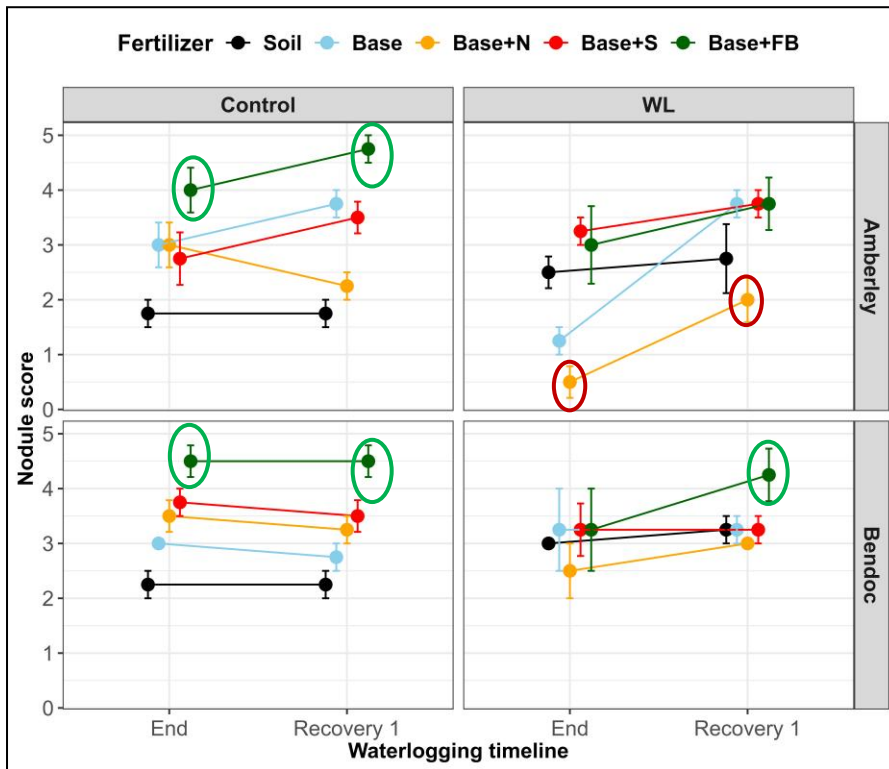 Fertilizer Soil Base Base+N Base+S Base+FB
Control WL
5
4
3
2
1
0
Amberley
5
4
3
2
1
0
Bendoc
Nodule score
End Recovery 1 End Recovery 1
Waterlogging timeline